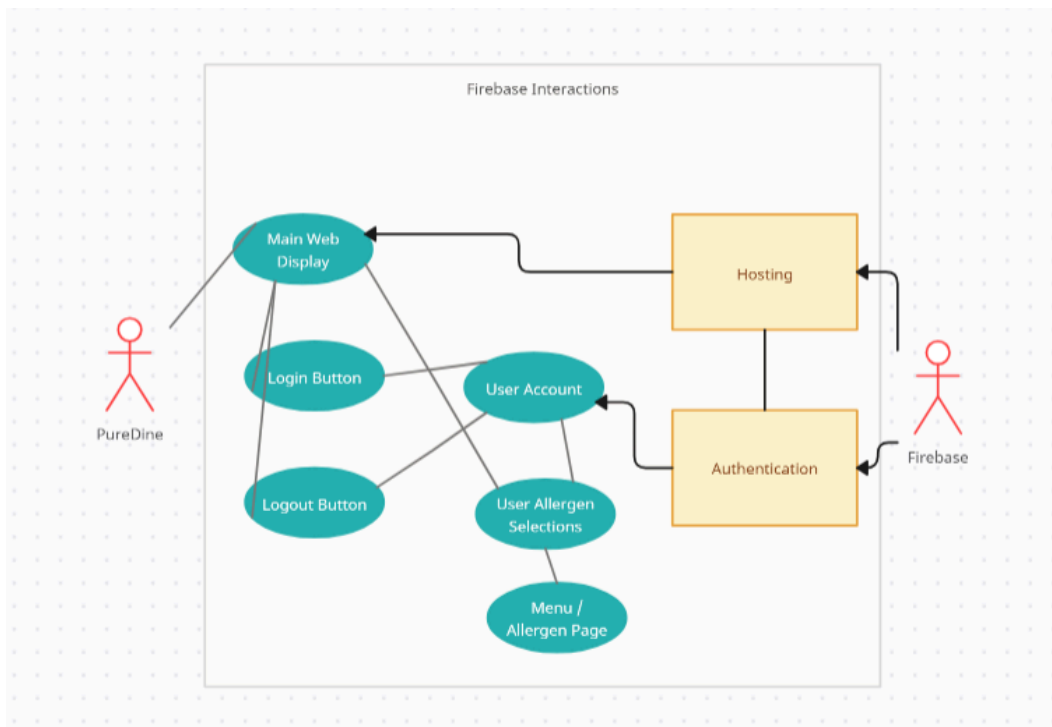 Firebase Interactions
Main Web
Display
Hosting
Login Button
User Account
PureDine
Firebase
Authentication
Logout Button
User Allergen
Selections
Menu /
Allergen Page